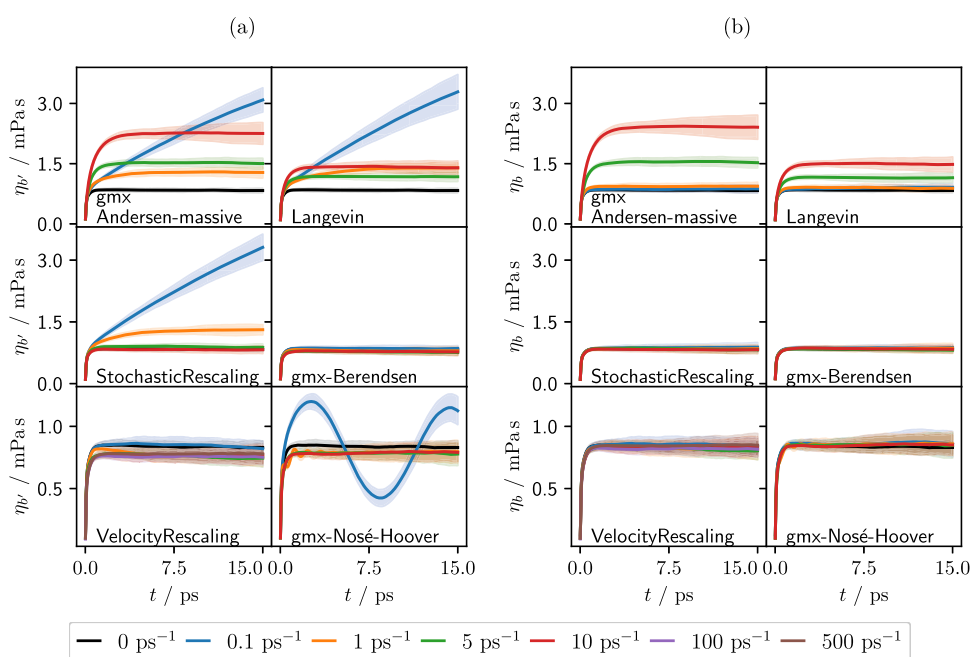 (a) (b)
η_b′ / mPa s
3.0
1.5
0.0
gmx
Andersen-massive
Langevin
η_b / mPa s
3.0
1.5
0.0
gmx
Andersen-massive
Langevin
η_b′ / mPa s
3.0
1.5
0.0
StochasticRescaling
gmx-Berendsen
η_b / mPa s
3.0
1.5
0.0
StochasticRescaling
gmx-Berendsen
η_b′ / mPa s
1.0
0.5
VelocityRescaling
gmx-Nosé-Hoover
η_b / mPa s
1.0
0.5
VelocityRescaling
gmx-Nosé-Hoover
0.0 7.5 15.0 0.0 7.5 15.0
0.0 7.5 15.0 0.0 7.5 15.0
t / ps t / ps
t / ps t / ps
0 ps⁻¹ 0.1 ps⁻¹ 1 ps⁻¹ 5 ps⁻¹ 10 ps⁻¹ 100 ps⁻¹ 500 ps⁻¹